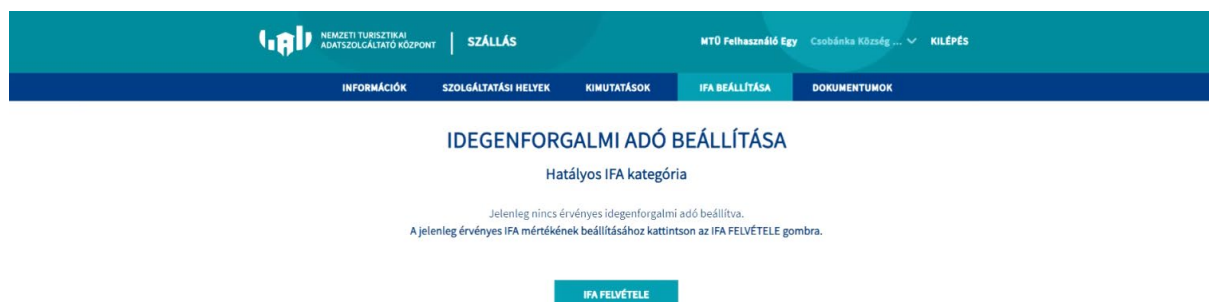 NEMZETI TURISZTIKAI
ADATSZOLGÁLTATÓ KÖZPONT
SZÁLLÁS
MTÜ Felhasználó Egy
Csobánka Község ...
KILÉPÉS
INFORMÁCIÓK
SZOLGÁLTATÁSI HELYEK
KIMUTATÁSOK
IFA BEÁLLÍTÁSA
DOKUMENTUMOK
IDEGENFORGALMI ADÓ BEÁLLÍTÁSA
Hatályos IFA kategória
Jelenleg nincs érvényes idegenforgalmi adó beállítva.
A jelenleg érvényes IFA mértékének beállításához kattintson az IFA FELVÉTELE gombra.
IFA FELVÉTELE